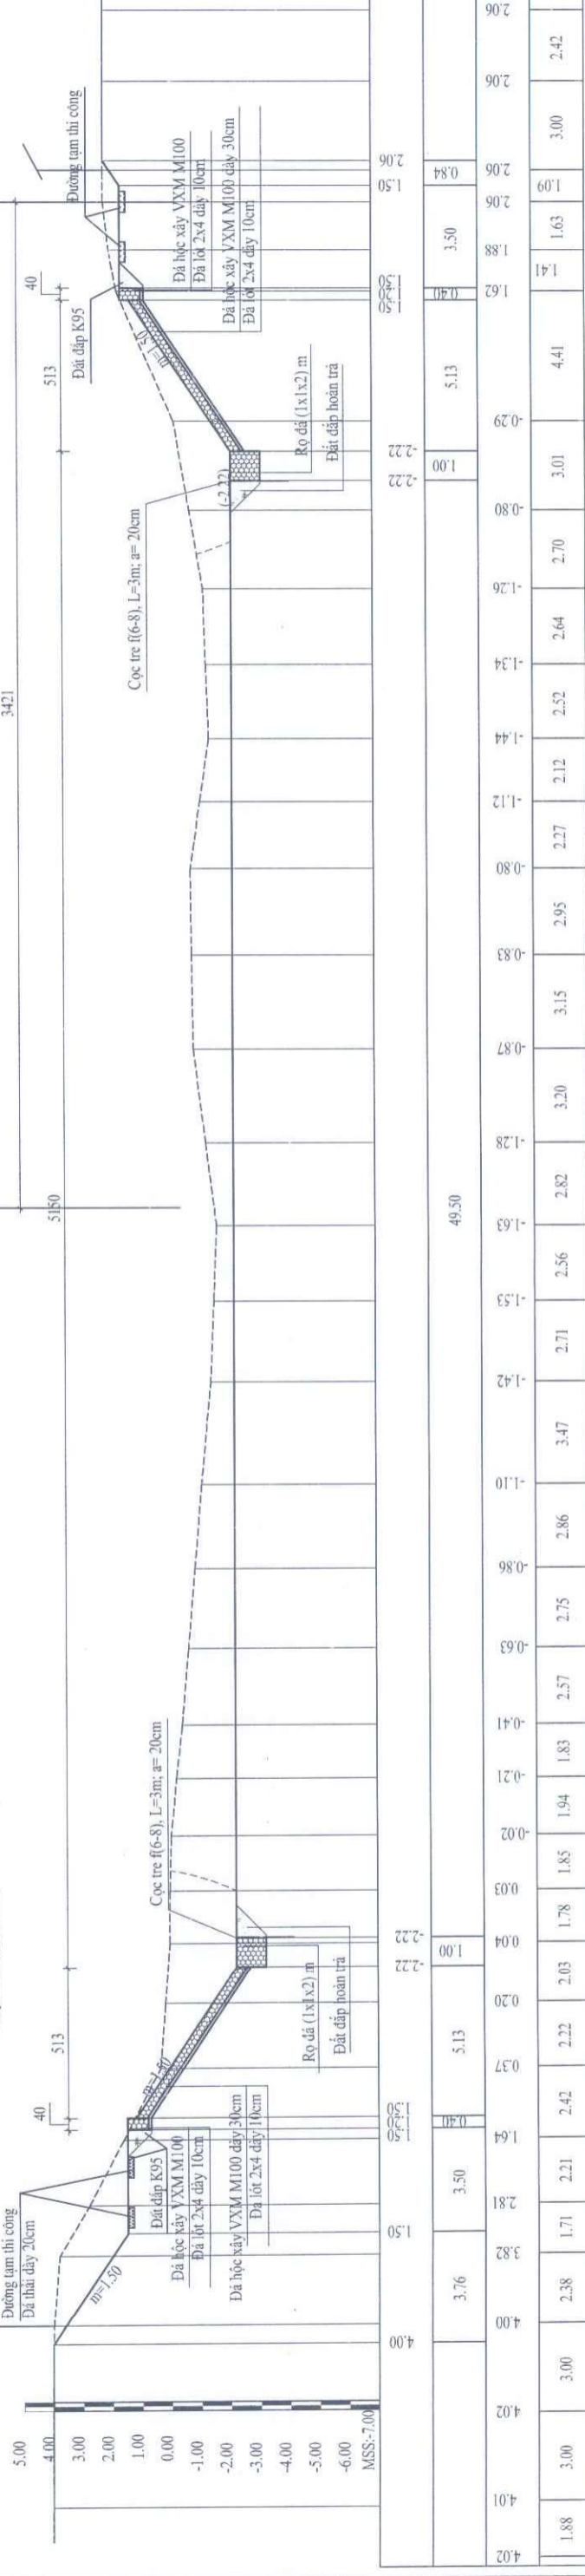 Đường tạm thi công
Đá thải dày 20cm
m=1.50
Đất đắp K95
Đá hộc xây VXM M100
Đá lót 2x4 dày 10cm
Đá hộc xây VXM M100 dày 30cm
Đá lót 2x4 dày 10cm
40
513
Rọ đá (1x1x2) m
Đất đắp hoàn trả
Cọc tre f(6-8), L=3m; a= 20cm
5150
3421
Cọc tre f(6-8), L=3m; a= 20cm
(-2.22)
Rọ đá (1x1x2) m
Đất đắp hoàn trả
513
40
Đất đắp K95
Đường tạm thi công
Đá hộc xây VXM M100
Đá lót 2x4 dày 10cm
Đá hộc xây VXM M100 dày 30cm
Đá lót 2x4 dày 10cm
5.00
4.00
3.00
2.00
1.00
0.00
-1.00
-2.00
-3.00
-4.00
-5.00
-6.00
MSS:-7.00
4.00 1.50 1.50 1.50 -2.22 -2.22 -2.22 -2.22 1.50 1.50 1.50 2.06
3.76 3.50 0.40 5.13 1.00 49.50 1.00 5.13 0.40 3.50 0.84
4.02 4.01 4.02 4.00 3.82 2.81 1.64 0.37 0.20 0.04 0.03 -0.02 -0.21 -0.41 -0.63 -0.86 -1.10 -1.42 -1.53 -1.63 -1.28 -0.87 -0.83 -0.80 -1.12 -1.44 -1.34 -1.26 -0.80 -0.29 1.62 1.88 2.06 2.06 2.06 2.06
1.88 3.00 3.00 2.38 1.71 2.21 2.42 2.22 2.03 1.78 1.85 1.94 1.83 2.57 2.75 2.86 3.47 2.71 2.56 2.82 3.20 3.15 2.95 2.27 2.12 2.52 2.64 2.70 3.01 4.41 1.41 1.63 1.09 3.00 2.42